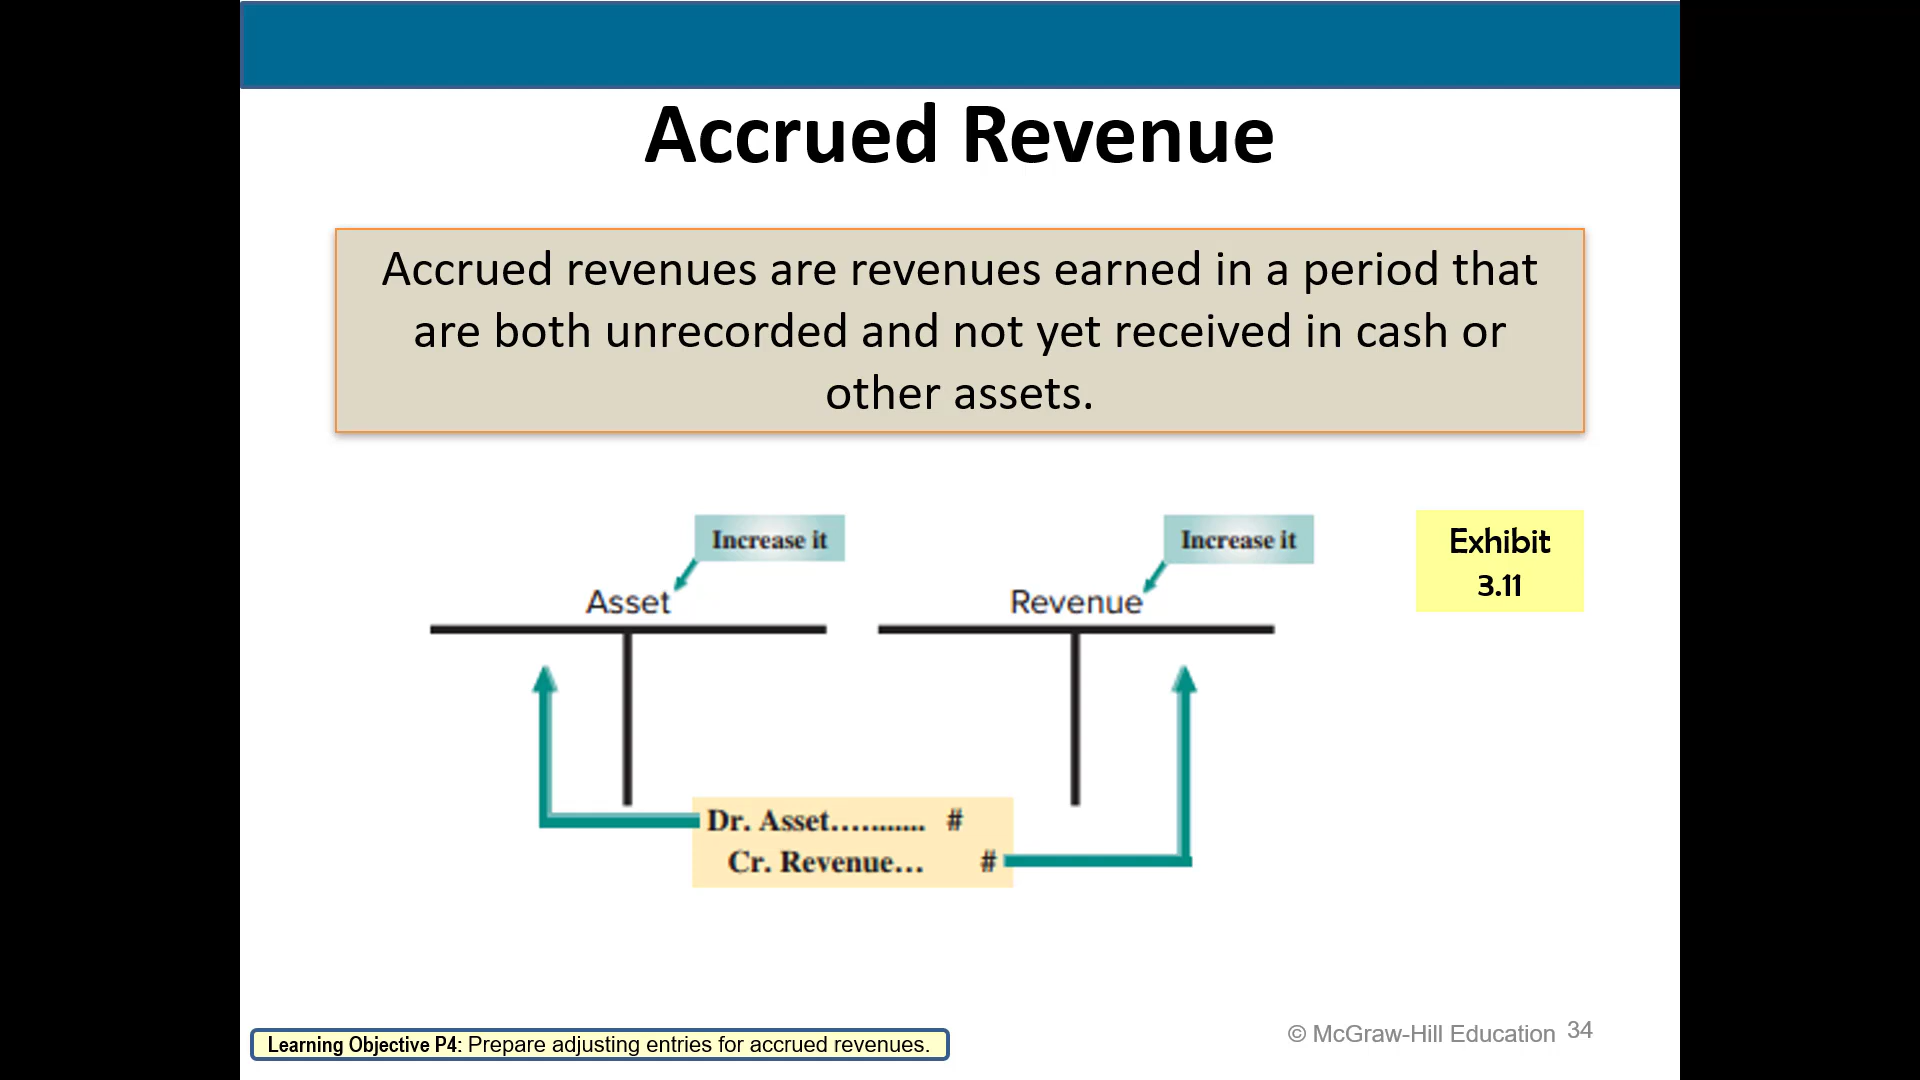 Accrued Revenue
Accrued revenues are revenues earned in a period that
are both unrecorded and not yet received in cash or
other assets.
Increase it
Increase it
Exhibit
3.11
Asset
Revenue
Dr. Asset........... #
Cr. Revenue... #
Learning Objective P4: Prepare adjusting entries for accrued revenues.
© McGraw-Hill Education 34